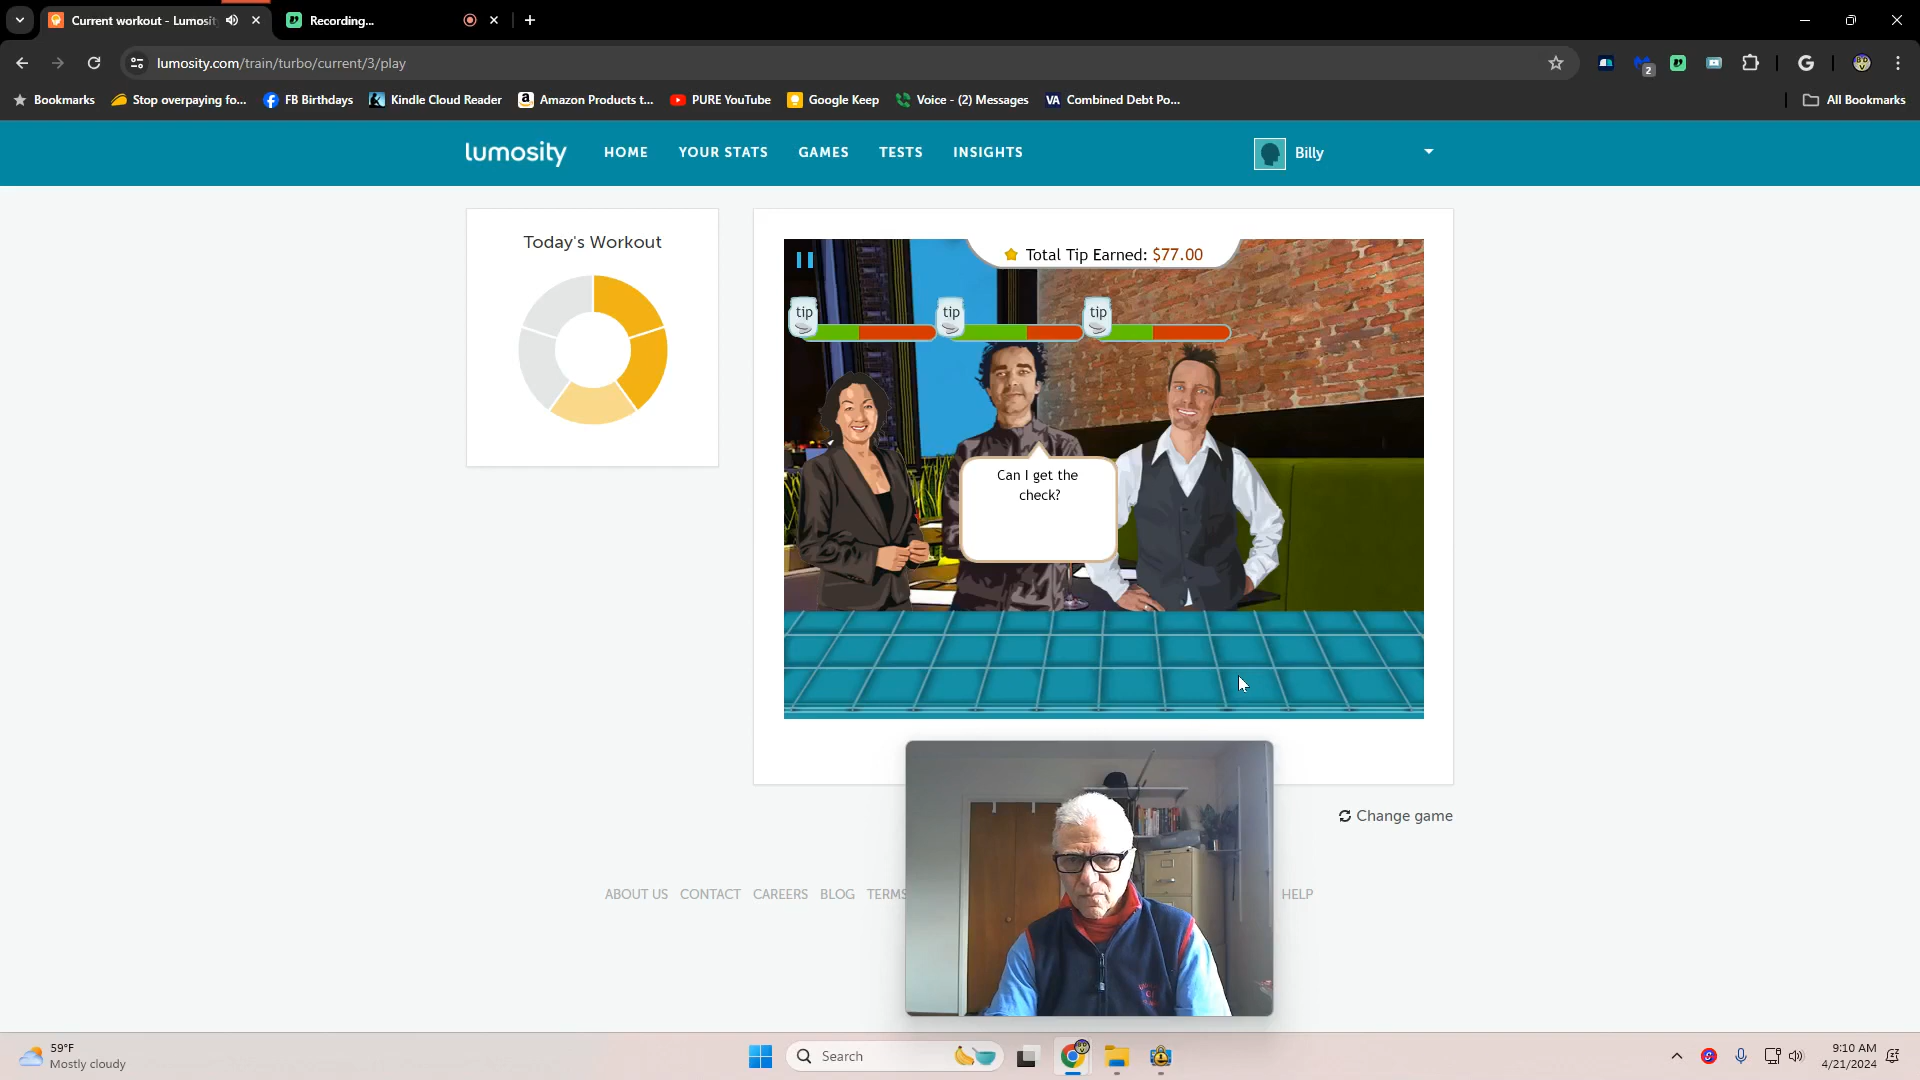 Current workout - Lumosit
Recording...
lumosity.com/train/turbo/current/3/play
2
Bookmarks
Stop overpaying fo...
FB Birthdays
Kindle Cloud Reader
Amazon Products t...
PURE YouTube
Google Keep
Voice - (2) Messages
VA Combined Debt Po...
All Bookmarks
lumosity
HOME
YOUR STATS
GAMES
TESTS
INSIGHTS
Billy
Today's Workout
Total Tip Earned: $77.00
tip
tip
tip
Can I get the
check?
Change game
ABOUT US
CONTACT
CAREERS
BLOG
TERMS
HELP
59°F
Mostly cloudy
Search
9:10 AM
4/21/2024